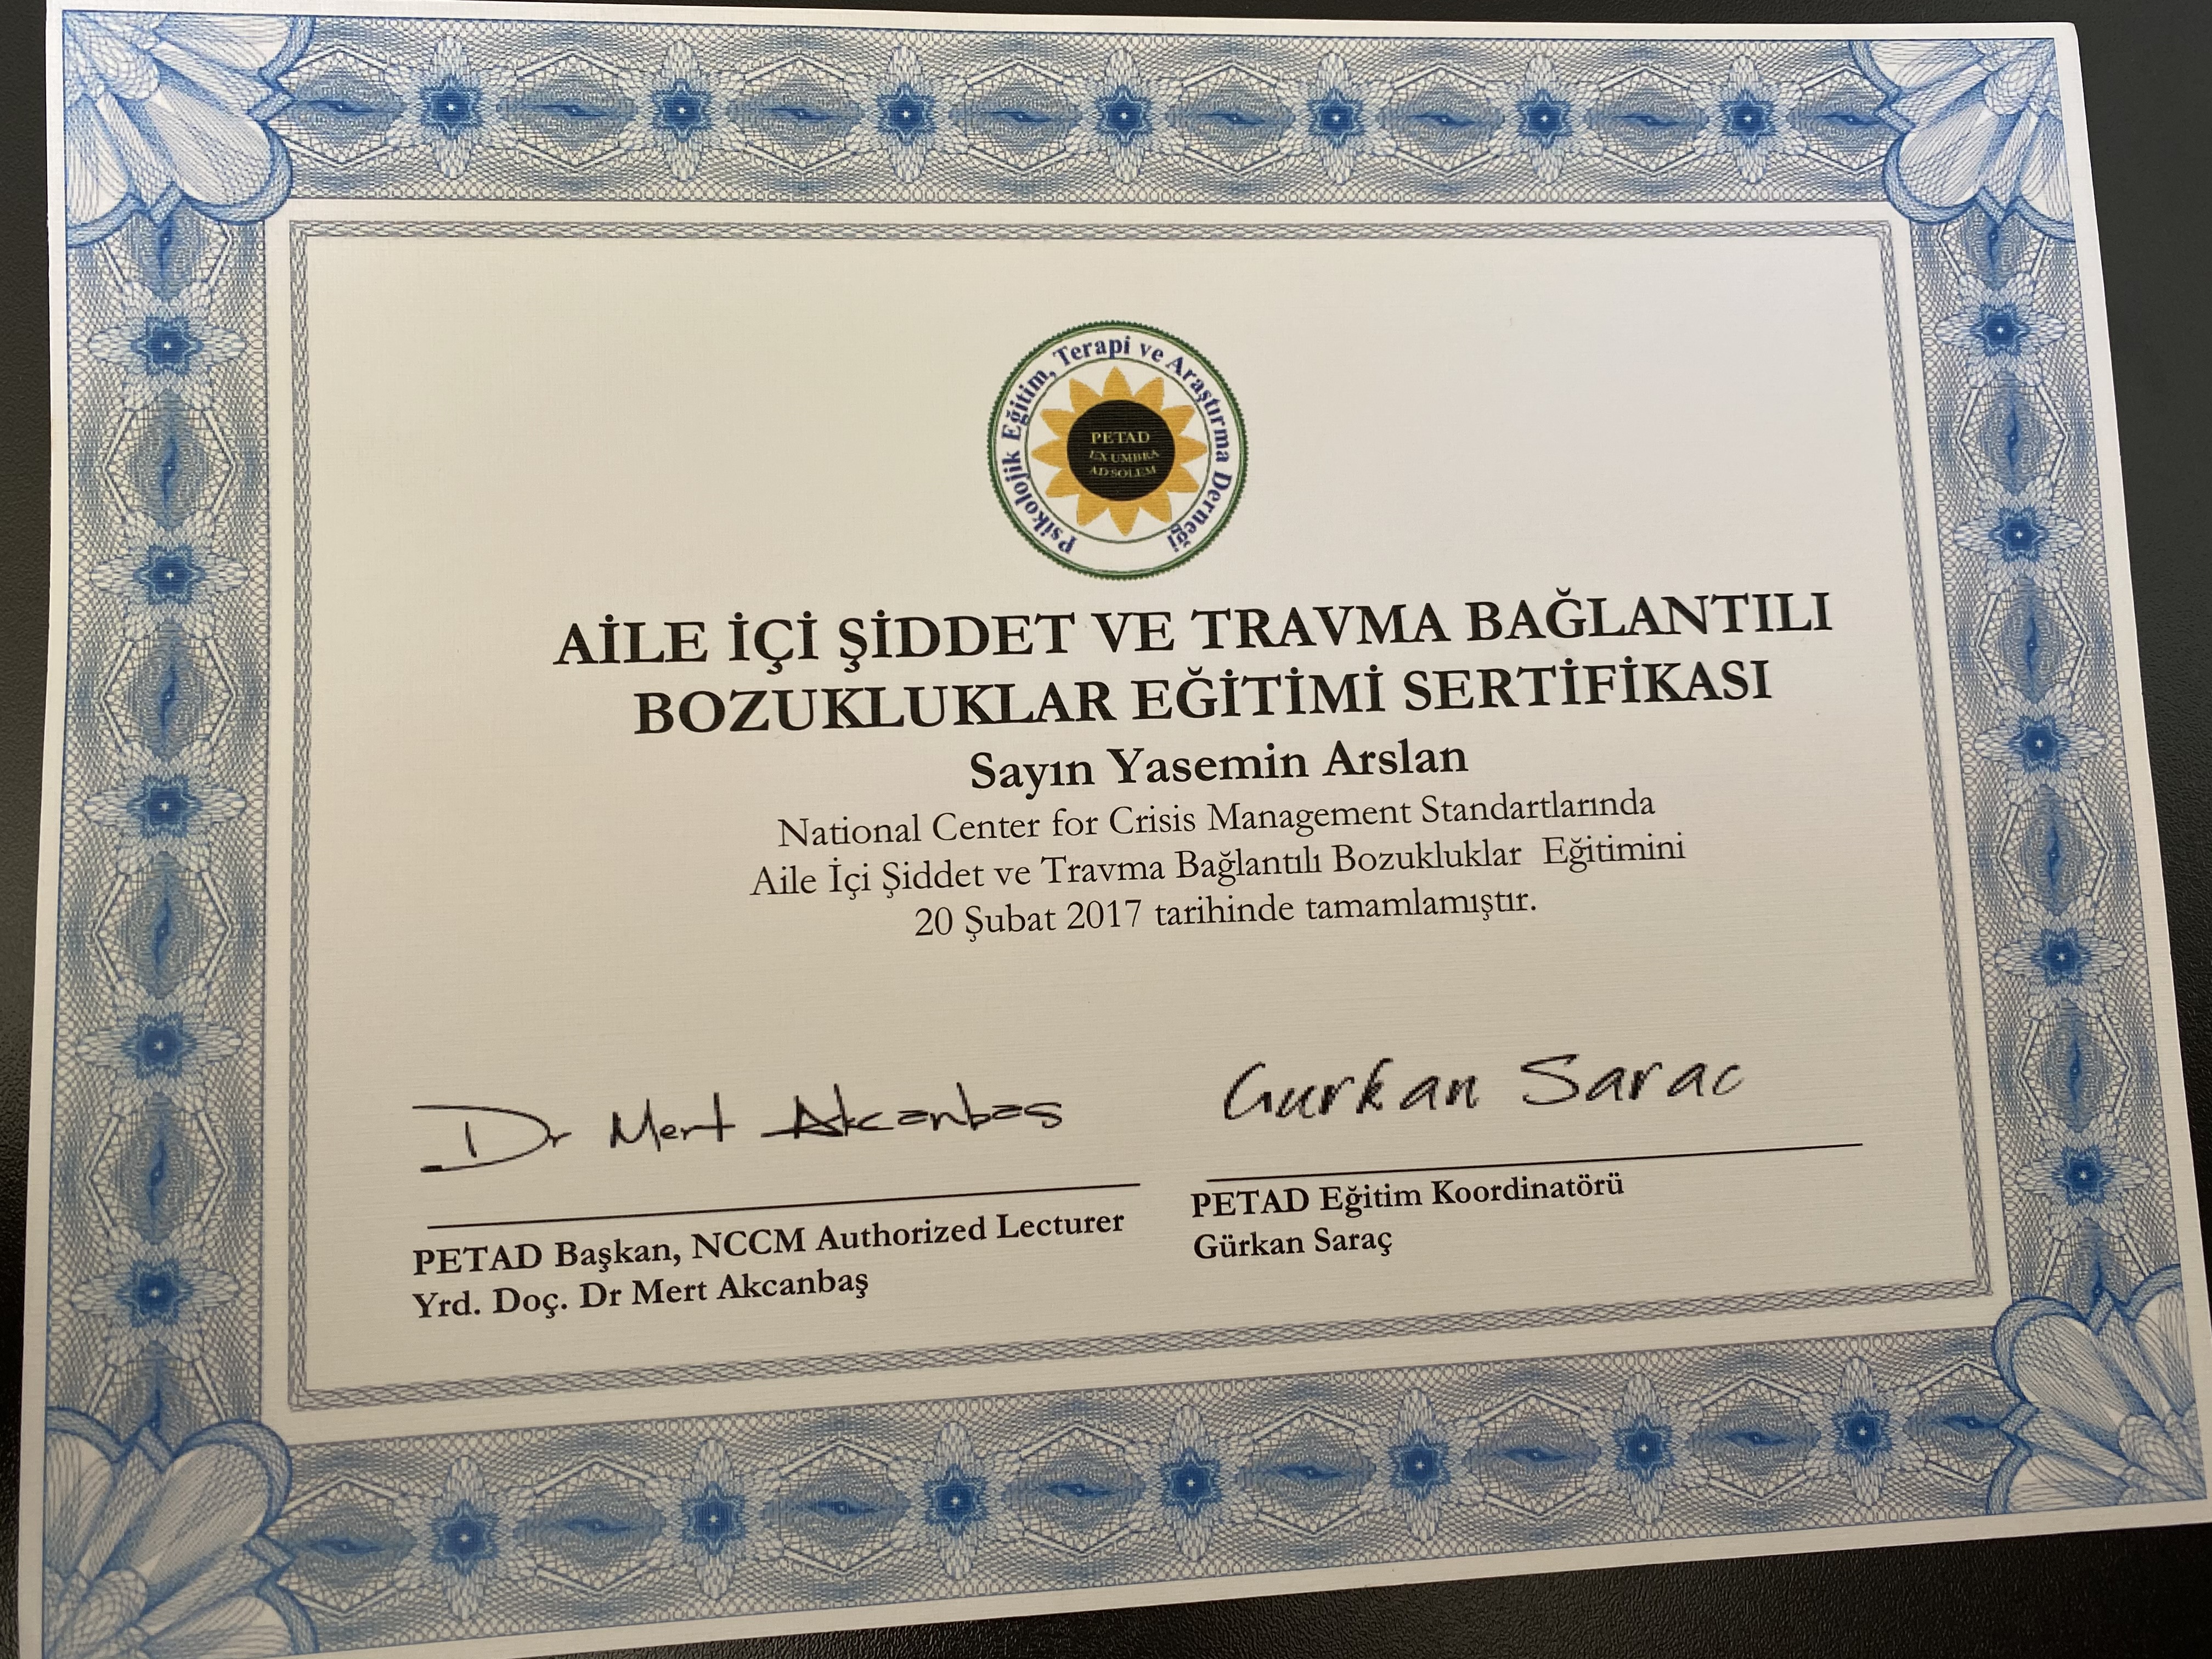 Psikolojik Eğitim, Terapi ve Araştırma Derneği
PETAD
EX UMBRA
AD SOLEM
AİLE İÇİ ŞİDDET VE TRAVMA BAĞLANTILI
BOZUKLUKLAR EĞİTİMİ SERTİFİKASI
Sayın Yasemin Arslan
National Center for Crisis Management Standartlarında
Aile İçi Şiddet ve Travma Bağlantılı Bozukluklar Eğitimini
20 Şubat 2017 tarihinde tamamlamıştır.
Dr Mert Akcanbas
PETAD Başkan, NCCM Authorized Lecturer
Yrd. Doç. Dr Mert Akcanbaş
Gurkan Sarac
PETAD Eğitim Koordinatörü
Gürkan Saraç